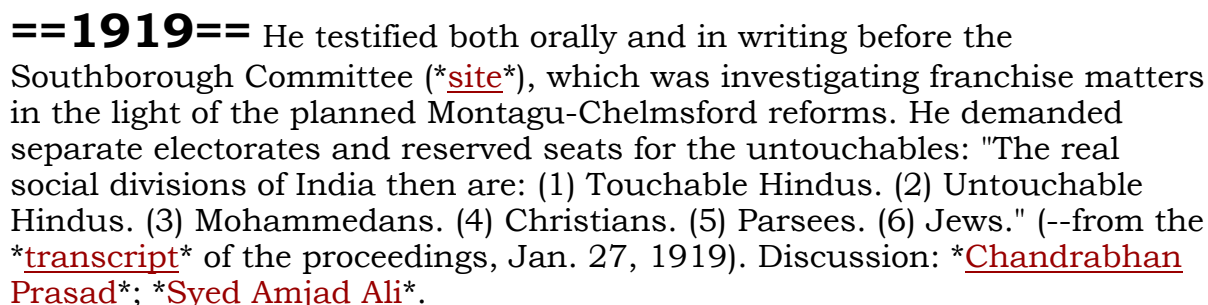 ==1919== He testified both orally and in writing before the
Southborough Committee (*site*), which was investigating franchise matters
in the light of the planned Montagu-Chelmsford reforms. He demanded
separate electorates and reserved seats for the untouchables: "The real
social divisions of India then are: (1) Touchable Hindus. (2) Untouchable
Hindus. (3) Mohammedans. (4) Christians. (5) Parsees. (6) Jews." (--from the
*transcript* of the proceedings, Jan. 27, 1919). Discussion: *Chandrabhan
Prasad*; *Syed Amjad Ali*.